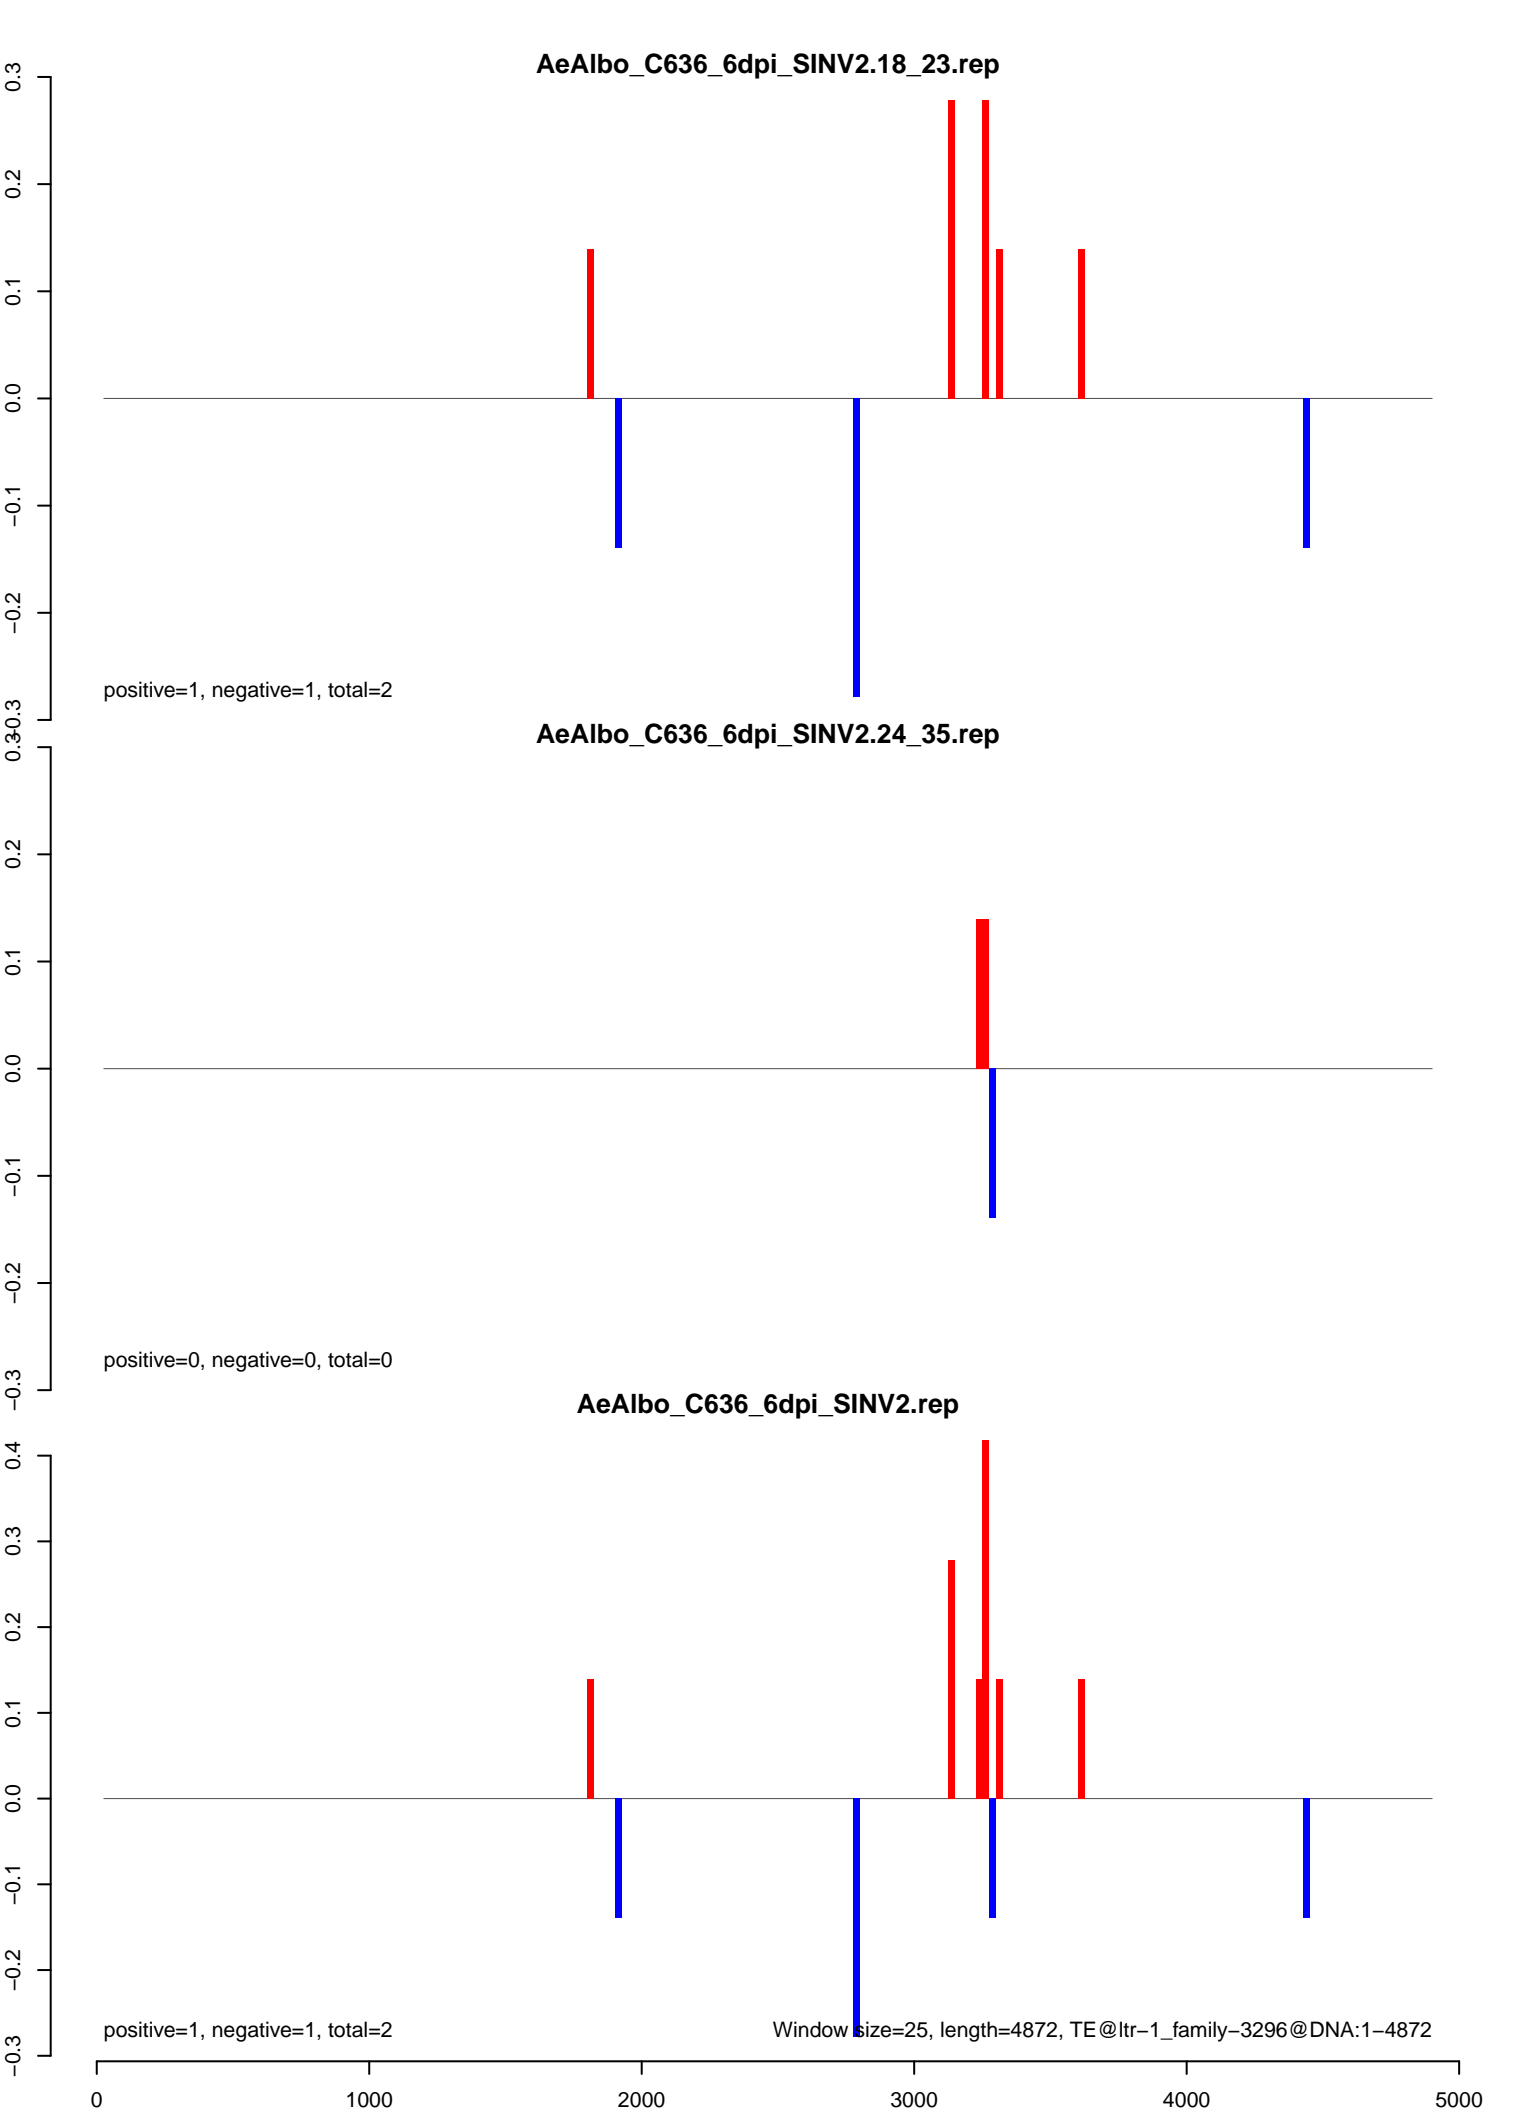 AeAlbo_C636_6dpi_SINV2.18_23.rep
0.3
0.2
0.1
0.0
−0.1
−0.2
−0.3
positive=1, negative=1, total=2
AeAlbo_C636_6dpi_SINV2.24_35.rep
0.3
0.2
0.1
0.0
−0.1
−0.2
−0.3
positive=0, negative=0, total=0
AeAlbo_C636_6dpi_SINV2.rep
0.4
0.3
0.2
0.1
0.0
−0.1
−0.2
−0.3
positive=1, negative=1, total=2
Window size=25, length=4872, TE@ltr−1_family−3296@DNA:1−4872
0 1000 2000 3000 4000 5000